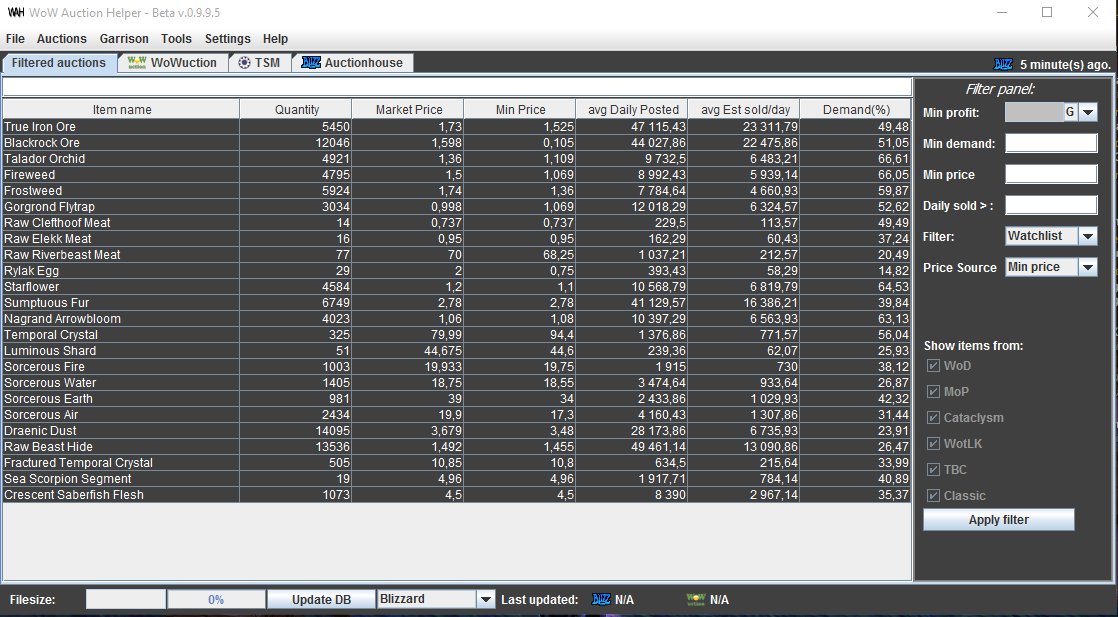 WAH WoW Auction Helper - Beta v.0.9.9.5
File Auctions Garrison Tools Settings Help
Filtered auctions WoW uction WoWuction TSM BLIZZ Auctionhouse BLIZZ 5 minute(s) ago.
Filter panel:
Item name Quantity Market Price Min Price avg Daily Posted avg Est sold/day Demand(%)
True Iron Ore 5450 1,73 1,525 47 115,43 23 311,79 49,48
Blackrock Ore 12046 1,598 0,105 44 027,86 22 475,86 51,05
Talador Orchid 4921 1,36 1,109 9 732,5 6 483,21 66,61
Fireweed 4795 1,5 1,069 8 992,43 5 939,14 66,05
Frostweed 5924 1,74 1,36 7 784,64 4 660,93 59,87
Gorgrond Flytrap 3034 0,998 1,069 12 018,29 6 324,57 52,62
Raw Clefthoof Meat 14 0,737 0,737 229,5 113,57 49,49
Raw Elekk Meat 16 0,95 0,95 162,29 60,43 37,24
Raw Riverbeast Meat 77 70 68,25 1 037,21 212,57 20,49
Rylak Egg 29 2 0,75 393,43 58,29 14,82
Starflower 4584 1,2 1,1 10 568,79 6 819,79 64,53
Sumptuous Fur 6749 2,78 2,78 41 129,57 16 386,21 39,84
Nagrand Arrowbloom 4023 1,06 1,08 10 397,29 6 563,93 63,13
Temporal Crystal 325 79,99 94,4 1 376,86 771,57 56,04
Luminous Shard 51 44,675 44,6 239,36 62,07 25,93
Sorcerous Fire 1003 19,933 19,75 1 915 730 38,12
Sorcerous Water 1405 18,75 18,55 3 474,64 933,64 26,87
Sorcerous Earth 981 39 34 2 433,86 1 029,93 42,32
Sorcerous Air 2434 19,9 17,3 4 160,43 1 307,86 31,44
Draenic Dust 14095 3,679 3,48 28 173,86 6 735,93 23,91
Raw Beast Hide 13536 1,492 1,455 49 461,14 13 090,86 26,47
Fractured Temporal Crystal 505 10,85 10,8 634,5 215,64 33,99
Sea Scorpion Segment 19 4,96 4,96 1 917,71 784,14 40,89
Crescent Saberfish Flesh 1073 4,5 4,5 8 390 2 967,14 35,37
Min profit: G
Min demand:
Min price
Daily sold > :
Filter: Watchlist
Price Source Min price
Show items from:
WoD
MoP
Cataclysm
WotLK
TBC
Classic
Apply filter
Filesize: 0% Update DB Blizzard Last updated: BLIZZ N/A WoW uction N/A